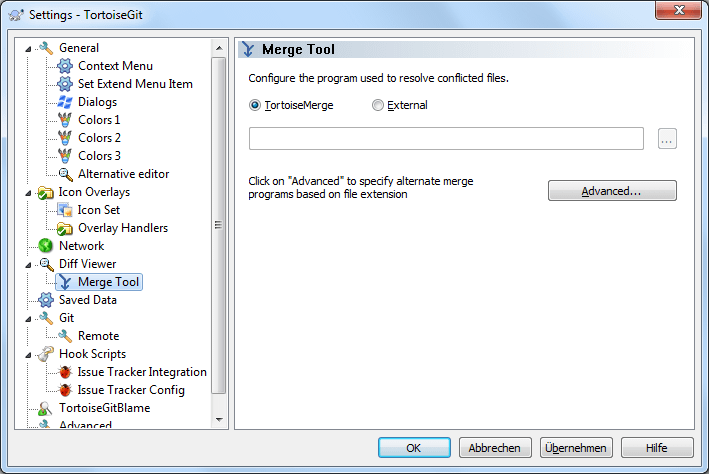 Settings - TortoiseGit
General
Context Menu
Set Extend Menu Item
Dialogs
Colors 1
Colors 2
Colors 3
Alternative editor
Icon Overlays
Icon Set
Overlay Handlers
Network
Diff Viewer
Merge Tool
Saved Data
Git
Remote
Hook Scripts
Issue Tracker Integration
Issue Tracker Config
TortoiseGitBlame
Advanced
Merge Tool
Configure the program used to resolve conflicted files.
TortoiseMerge
External
...
Click on "Advanced" to specify alternate merge
programs based on file extension
Advanced...
OK
Abbrechen
Übernehmen
Hilfe